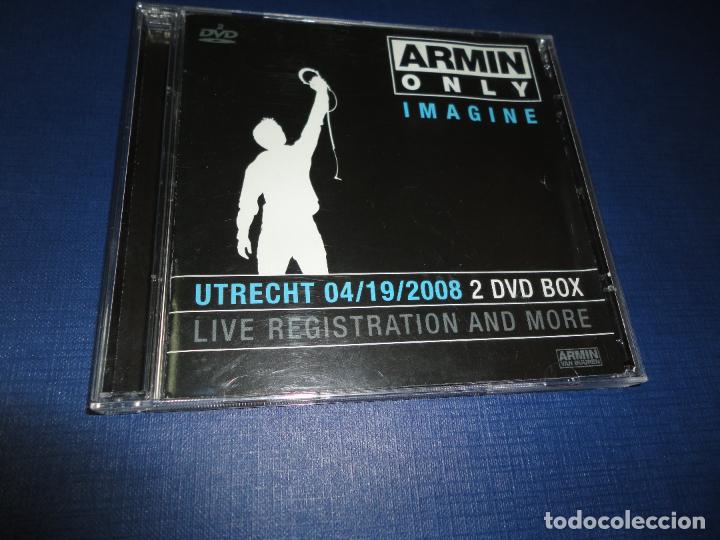 2
DVD
ARMIN
ONLY
IMAGINE
UTRECHT 04/19/2008 2 DVD BOX
LIVE REGISTRATION AND MORE
ARMIN
VAN BUUREN
todocoleccion